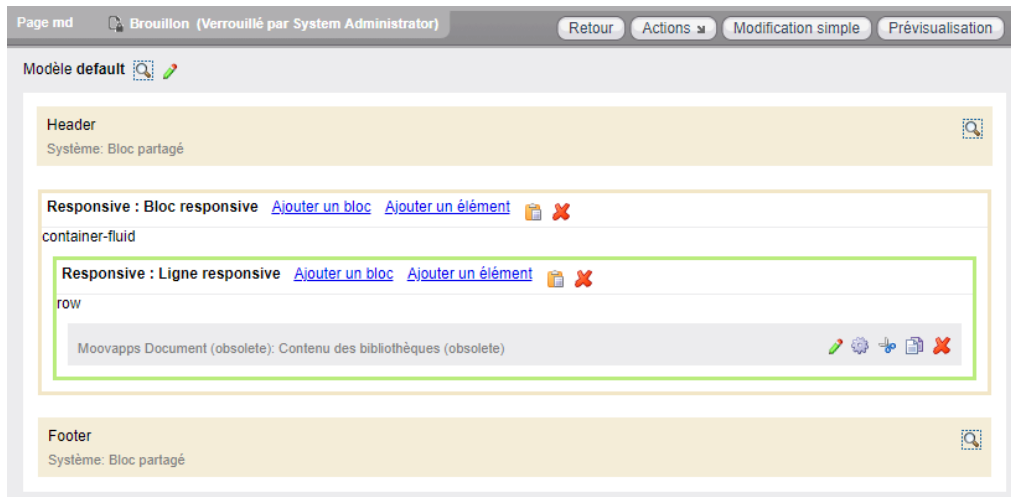 Page md Brouillon (Verrouillé par System Administrator) Retour Actions Modification simple Prévisualisation
Modèle default
Header
Système: Bloc partagé
Responsive : Bloc responsive Ajouter un bloc Ajouter un élément
container-fluid
Responsive : Ligne responsive Ajouter un bloc Ajouter un élément
row
Moovapps Document (obsolete): Contenu des bibliothèques (obsolete)
Footer
Système: Bloc partagé